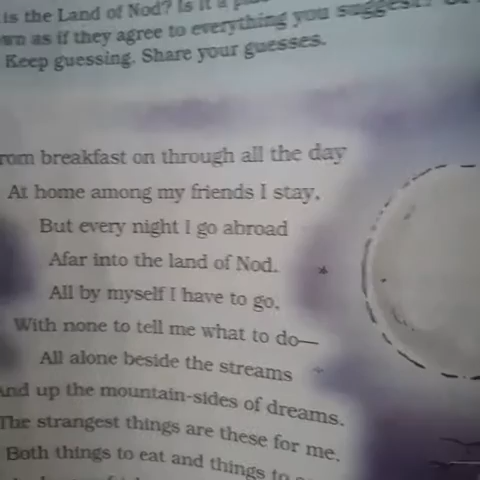 is the Land of Nod? Is it a
as if they agree to everything you suggest?
Keep guessing. Share your guesses.
rom breakfast on through all the day
At home among my friends I stay,
But every night I go abroad
Afar into the land of Nod.
All by myself I have to go,
With none to tell me what to do—
All alone beside the streams
And up the mountain-sides of dreams.
The strangest things are these for me,
Both things to eat and things to